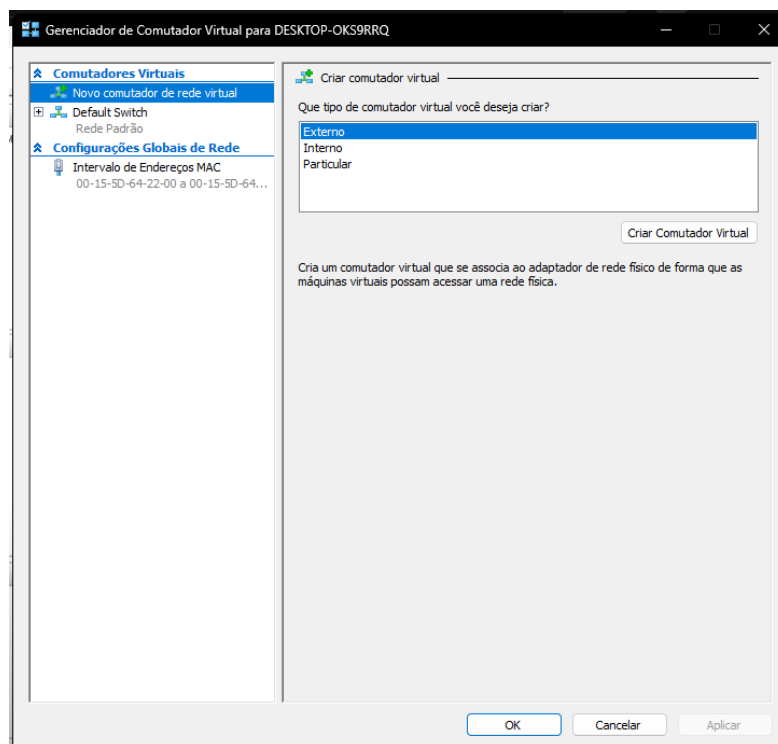 Gerenciador de Comutador Virtual para DESKTOP-OKS9RRQ
Comutadores Virtuais
Novo comutador de rede virtual
Default Switch
Rede Padrão
Configurações Globais de Rede
Intervalo de Endereços MAC
00-15-5D-64-22-00 a 00-15-5D-64...
Criar comutador virtual
Que tipo de comutador virtual você deseja criar?
Externo
Interno
Particular
Criar Comutador Virtual
Cria um comutador virtual que se associa ao adaptador de rede físico de forma que as
máquinas virtuais possam acessar uma rede física.
OK
Cancelar
Aplicar